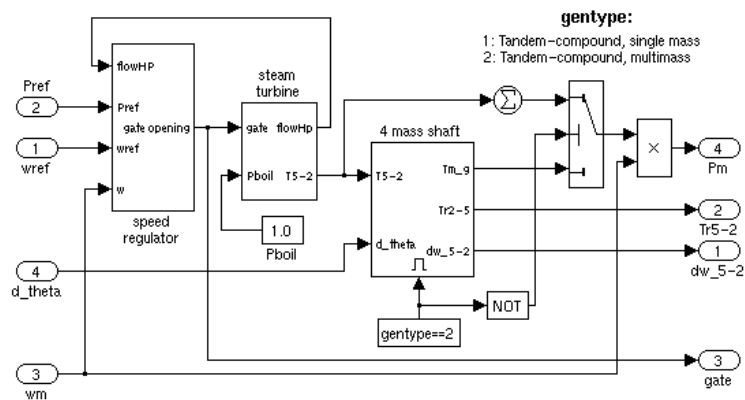 gentype:
1: Tandem-compound, single mass
2: Tandem-compound, multimass
flowHP
Pref
2
Pref
gate opening
1
wref
wref
w
speed
regulator
steam
turbine
gate
flowHp
Pboil
T5-2
1.0
Pboil
Σ
4 mass shaft
T5-2
Tm_g
Tr2-5
d_theta
dw_5-2
×
4
Pm
2
Tr5-2
1
dw_5-2
4
d_theta
NOT
gentype==2
3
gate
3
wm